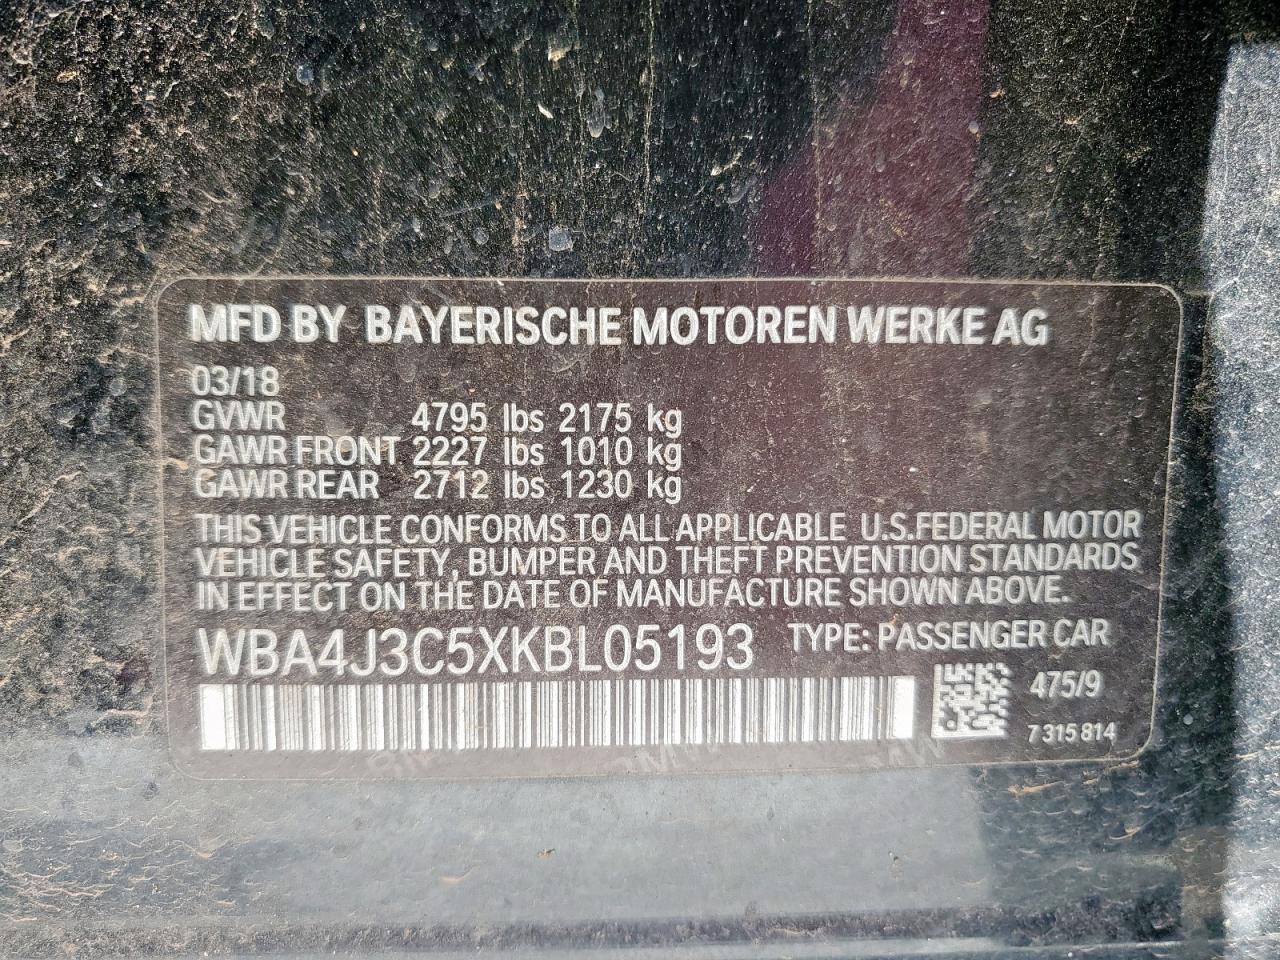 MFD BY BAYERISCHE MOTOREN WERKE AG
03/18
GVWR 4795 lbs 2175 kg
GAWR FRONT 2227 lbs 1010 kg
GAWR REAR 2712 lbs 1230 kg
THIS VEHICLE CONFORMS TO ALL APPLICABLE U.S. FEDERAL MOTOR
VEHICLE SAFETY, BUMPER AND THEFT PREVENTION STANDARDS
IN EFFECT ON THE DATE OF MANUFACTURE SHOWN ABOVE.
WBA4J3C5XKBL05193 TYPE: PASSENGER CAR
475/9
7 315 814